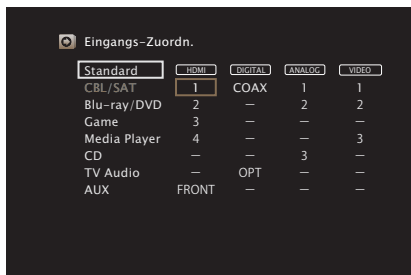 Eingangs-Zuordn.
Standard HDMI DIGITAL ANALOG VIDEO
CBL/SAT 1 COAX 1 1
Blu-ray/DVD 2 — 2 2
Game 3 — — —
Media Player 4 — — 3
CD — — 3 —
TV Audio — OPT — —
AUX FRONT — — —